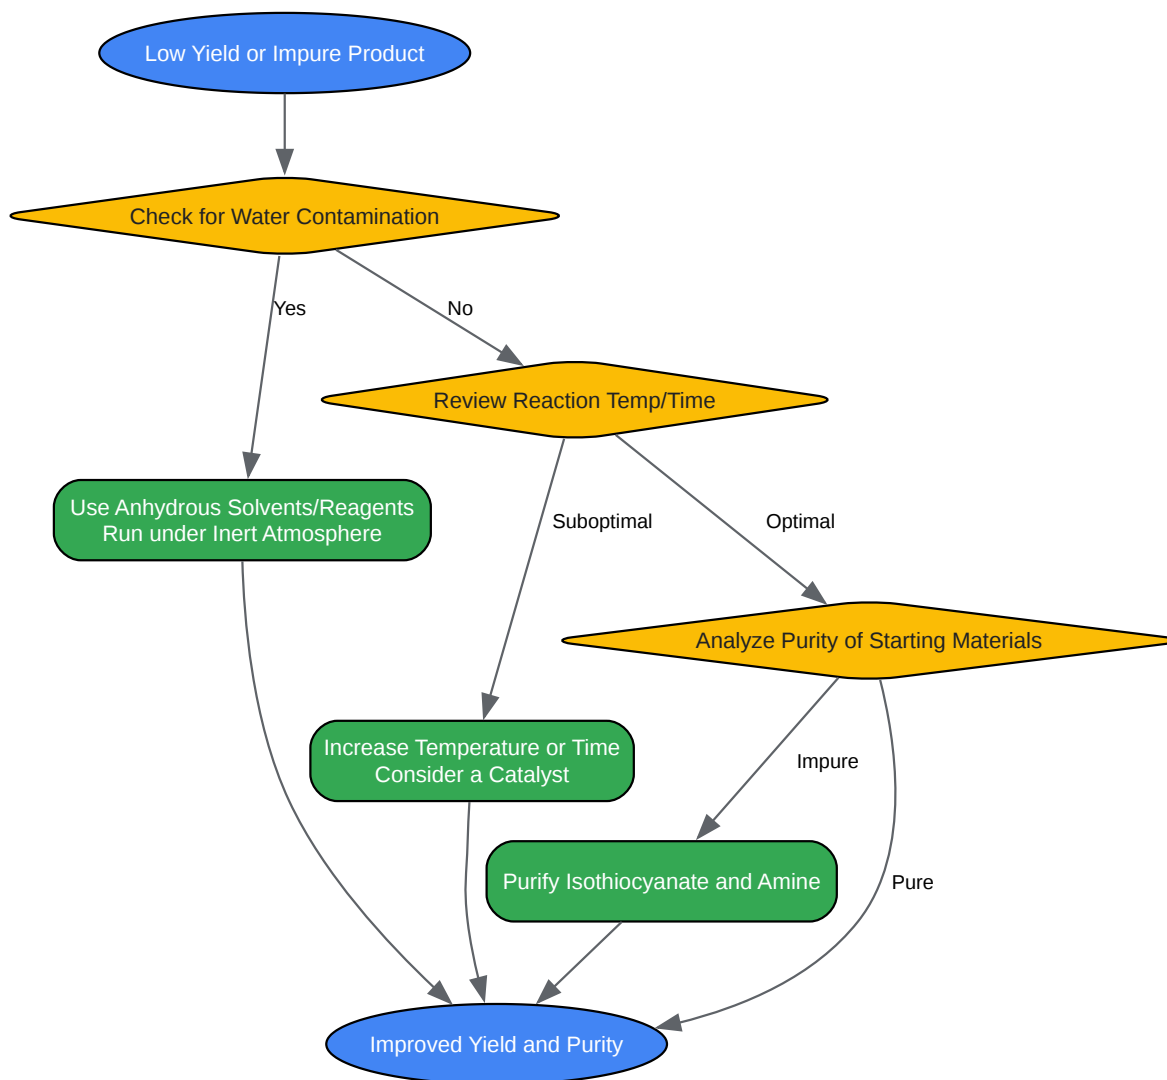 Low Yield or Impure Product
Check for Water Contamination
Yes
No
Review Reaction Temp/Time
Use Anhydrous Solvents/Reagents
Run under Inert Atmosphere
Suboptimal
Optimal
Analyze Purity of Starting Materials
Increase Temperature or Time
Consider a Catalyst
Impure
Purify Isothiocyanate and Amine
Pure
Improved Yield and Purity